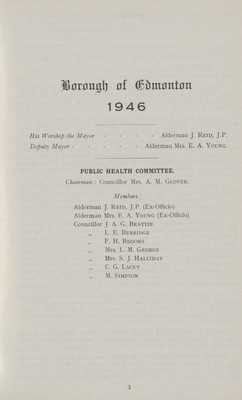 Borough of Edmonton
1946
His Worship the Mayor - - - - Alderman J. REID, J.P.
Deputy Mayor - - - - - Alderman Mrs. E. A. YOUNG.
PUBLIC HEALTH COMMITTEE.
Chairman: Councillor Mrs. A. M. GLOVER.
Members:
Alderman J. REID, J.P. (Ex-Officio)
Alderman Mrs. E. A. YOUNG (Ex-Officio)
Councillor J A G. BEATTIE
„ L. E. BERRIDGE
„ F. H. BROOKS
„ Mrs. L. M. GEORGE
„ Mrs. S. J. HALLIDAY
„ C. G. LACEY
„ M. SIMPSON
3